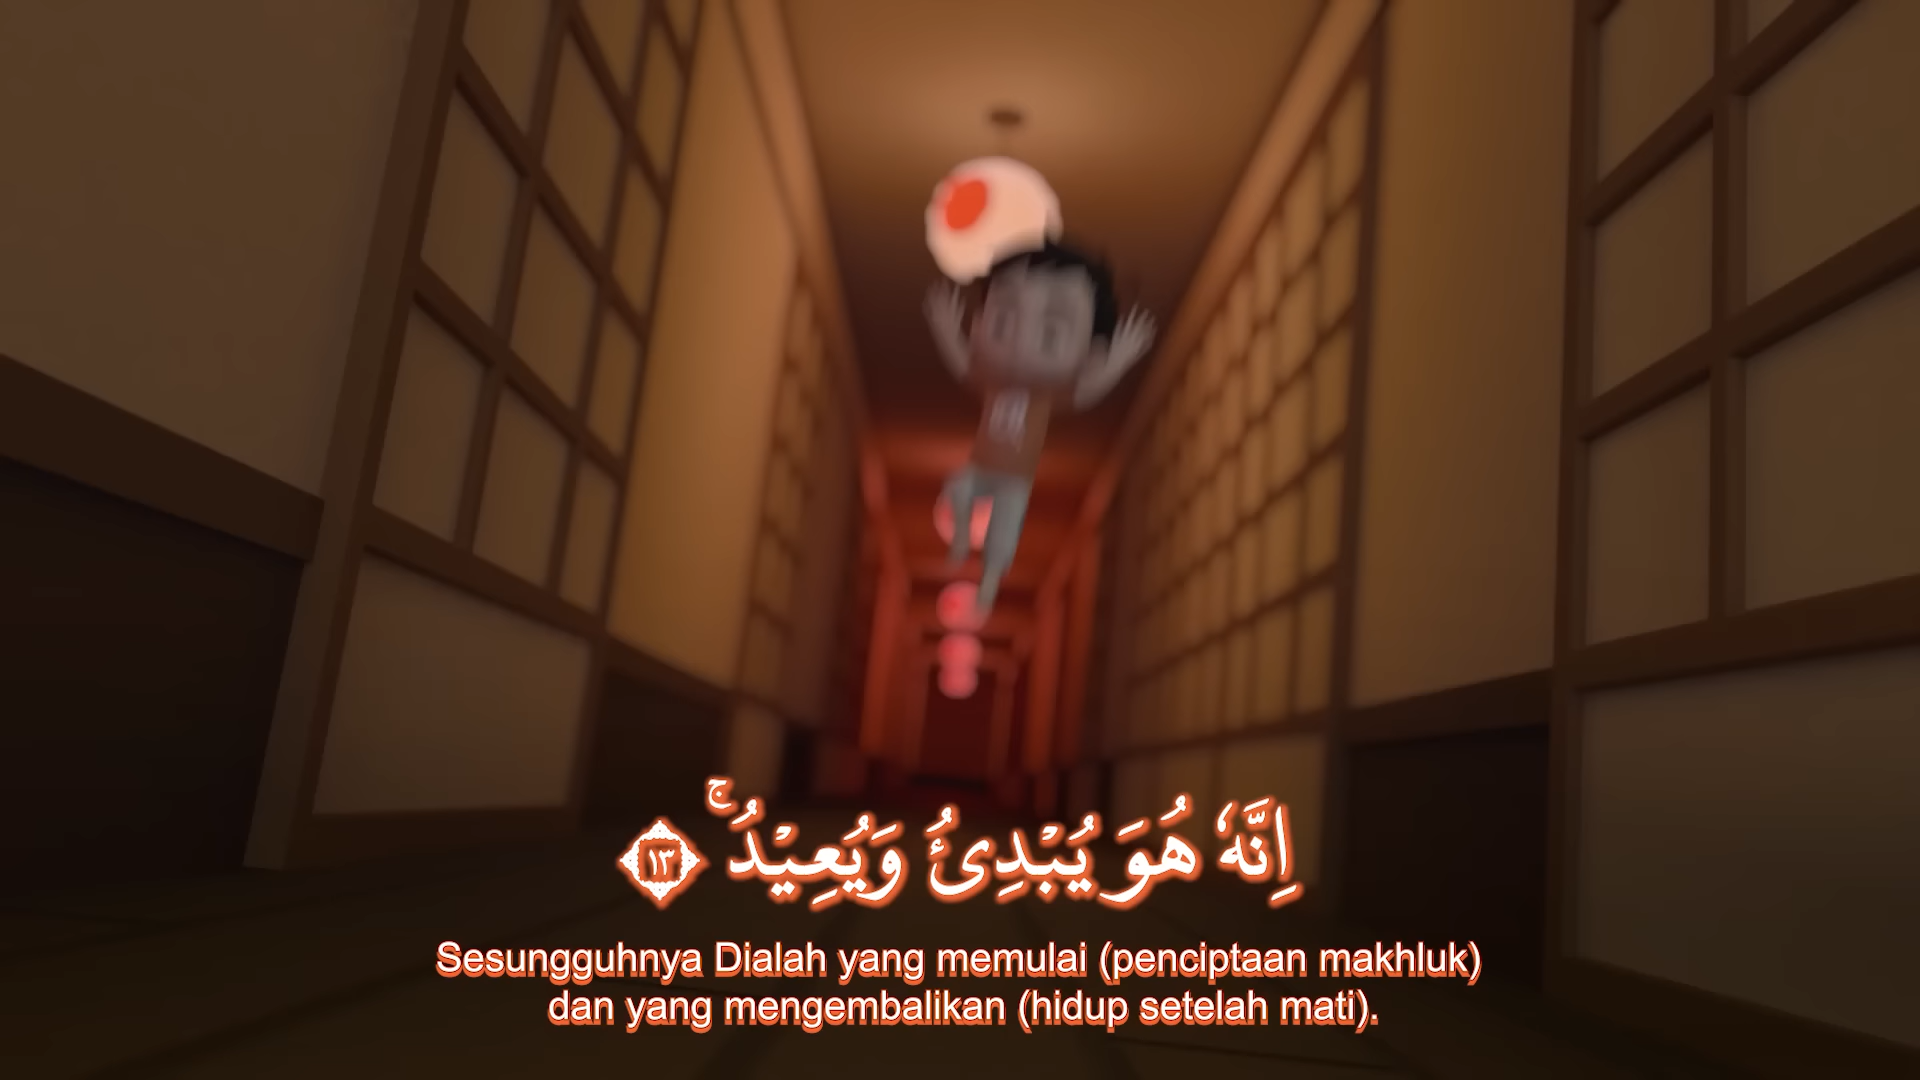 اِنَّهٗ هُوَ يُبْدِئُ وَيُعِيْدُۚ ١٣
Sesungguhnya Dialah yang memulai (penciptaan makhluk)
dan yang mengembalikan (hidup setelah mati).